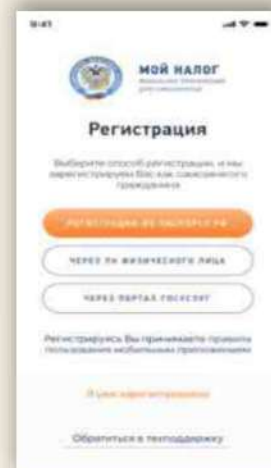 9:41
МОЙ НАЛОГ
Регистрация
Выберите способ регистрации, и мы
зарегистрируем Вас как самозанятого
гражданина
РЕГИСТРАЦИЯ ПО ПАСПОРТУ РФ
ЧЕРЕЗ ЛК ФИЗИЧЕСКОГО ЛИЦА
ЧЕРЕЗ ПОРТАЛ ГОСУСЛУГ
Регистрируясь Вы принимаете правила
пользования мобильным приложением
Я уже зарегистрирован
Обратиться в техподдержку